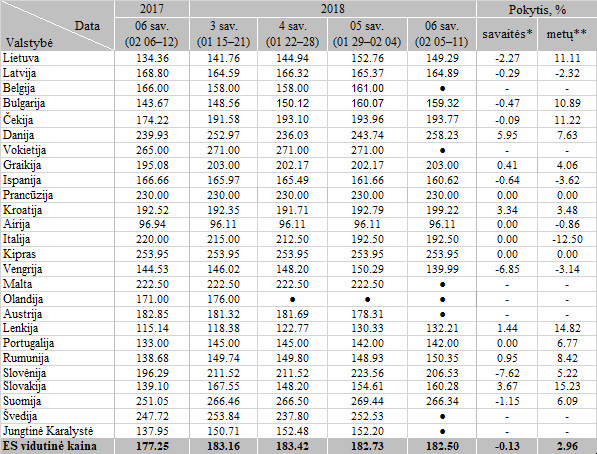 Data
Valstybė
2017 2018 Pokytis, %
06 sav. (02 06–12) 3 sav. (01 15–21) 4 sav. (01 22–28) 05 sav. (01 29–02 04) 06 sav. (02 05–11) savaitės* metų**
Lietuva 134.36 141.76 144.94 152.76 149.29 -2.27 11.11
Latvija 168.80 164.59 166.32 165.37 164.89 -0.29 -2.32
Belgija 166.00 158.00 158.00 161.00 ● - -
Bulgarija 143.67 148.56 150.12 160.07 159.32 -0.47 10.89
Čekija 174.22 191.58 193.10 193.96 193.77 -0.09 11.22
Danija 239.93 252.97 236.03 243.74 258.23 5.95 7.63
Vokietija 265.00 271.00 271.00 271.00 ● - -
Graikija 195.08 203.00 202.17 202.17 203.00 0.41 4.06
Ispanija 166.66 165.97 165.49 161.66 160.62 -0.64 -3.62
Prancūzija 230.00 230.00 230.00 230.00 230.00 0.00 0.00
Kroatija 192.52 192.35 191.71 192.79 199.22 3.34 3.48
Airija 96.94 96.11 96.11 96.11 96.11 0.00 -0.86
Italija 220.00 215.00 212.50 192.50 192.50 0.00 -12.50
Kipras 253.95 253.95 253.95 253.95 253.95 0.00 0.00
Vengrija 144.53 146.02 148.20 150.29 139.99 -6.85 -3.14
Malta 222.50 222.50 222.50 222.50 ● - -
Olandija 171.00 176.00 ● ● ● - -
Austrija 182.85 181.32 181.69 178.31 ● - -
Lenkija 115.14 118.38 122.77 130.33 132.21 1.44 14.82
Portugalija 133.00 145.00 145.00 142.00 142.00 0.00 6.77
Rumunija 138.68 149.74 149.80 148.93 150.35 0.95 8.42
Slovėnija 196.29 211.52 211.52 223.56 206.53 -7.62 5.22
Slovakija 139.10 167.55 148.20 154.61 160.28 3.67 15.23
Suomija 251.05 266.46 266.50 269.44 266.34 -1.15 6.09
Švedija 247.72 253.84 237.80 252.53 ● - -
Jungtinė Karalystė 137.95 150.71 152.48 152.20 ● - -
ES vidutinė kaina 177.25 183.16 183.42 182.73 182.50 -0.13 2.96